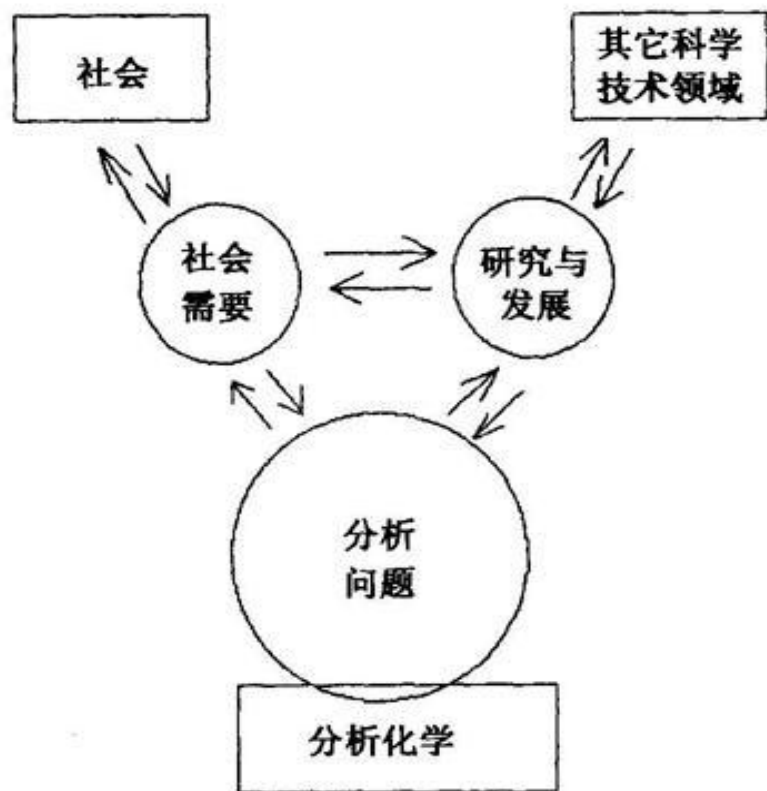 社会
其它科学
技术领域
社会
需要
研究与
发展
分析
问题
分析化学